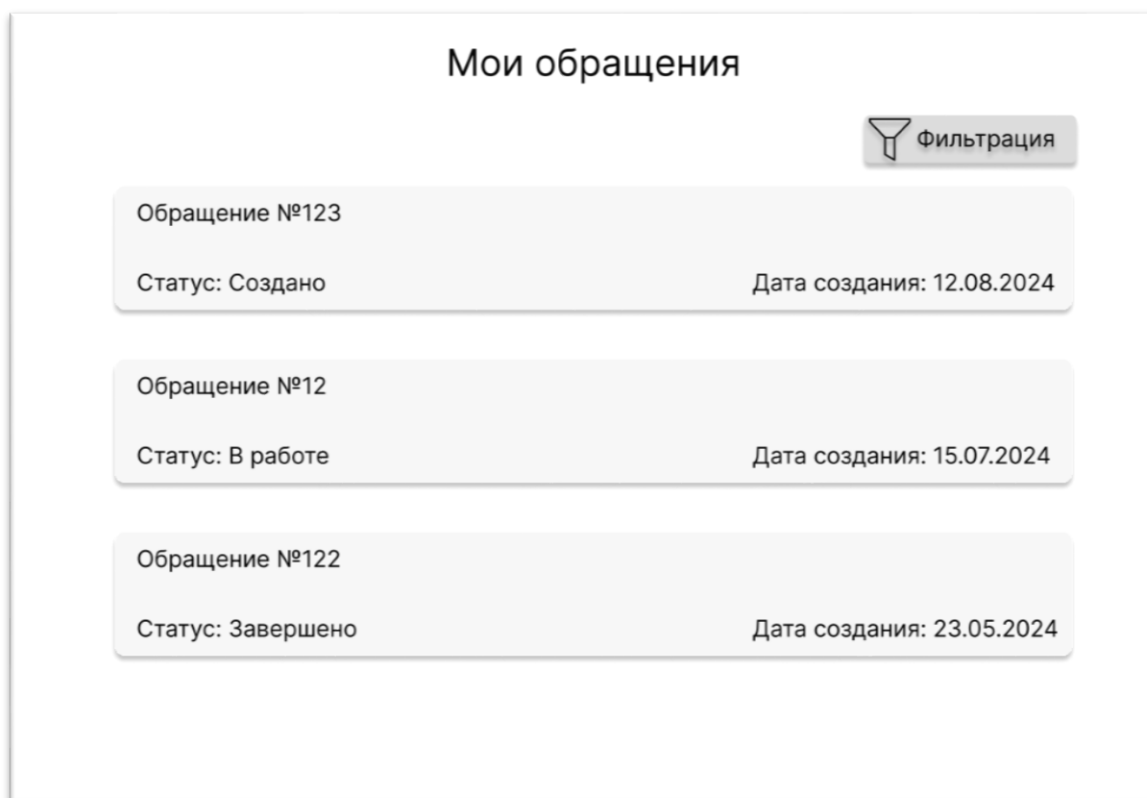 Мои обращения
Фильтрация
Обращение №123
Статус: Создано
Дата создания: 12.08.2024
Обращение №12
Статус: В работе
Дата создания: 15.07.2024
Обращение №122
Статус: Завершено
Дата создания: 23.05.2024